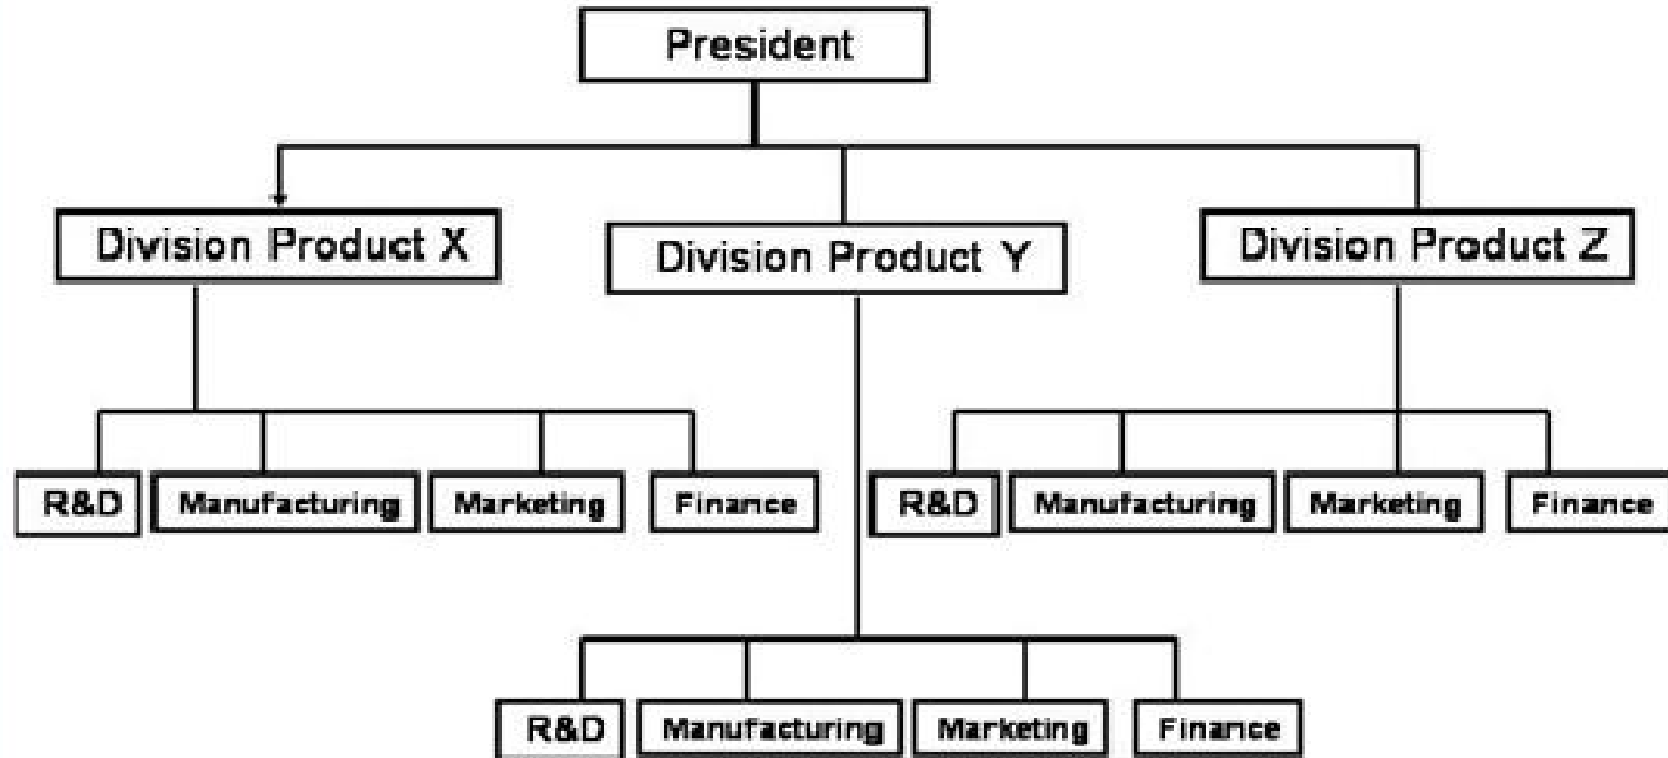 President
Division Product X
Division Product Y
Division Product Z
R&D
Manufacturing
Marketing
Finance
R&D
Manufacturing
Marketing
Finance
R&D
Manufacturing
Marketing
Finance